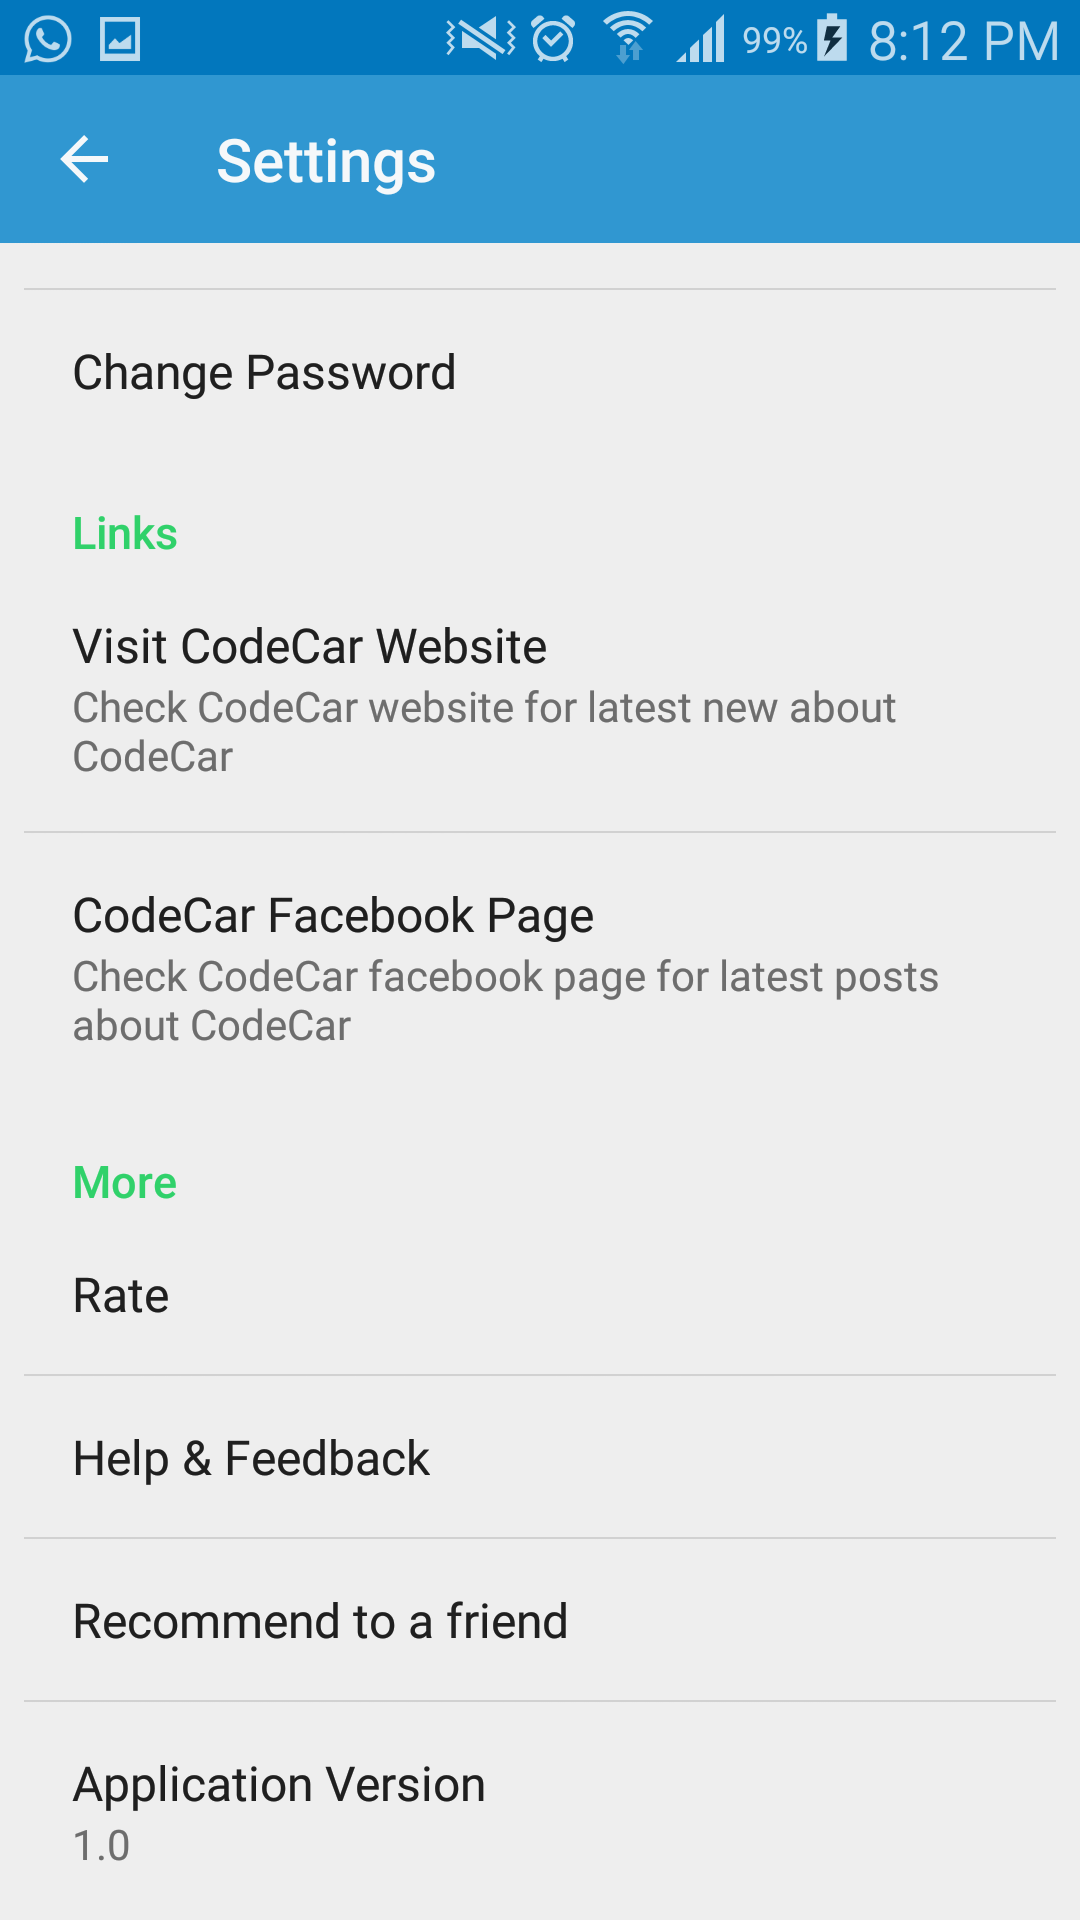 99% 8:12 PM
Settings
Change Password
Links
Visit CodeCar Website
Check CodeCar website for latest new about
CodeCar
CodeCar Facebook Page
Check CodeCar facebook page for latest posts
about CodeCar
More
Rate
Help & Feedback
Recommend to a friend
Application Version
1.0